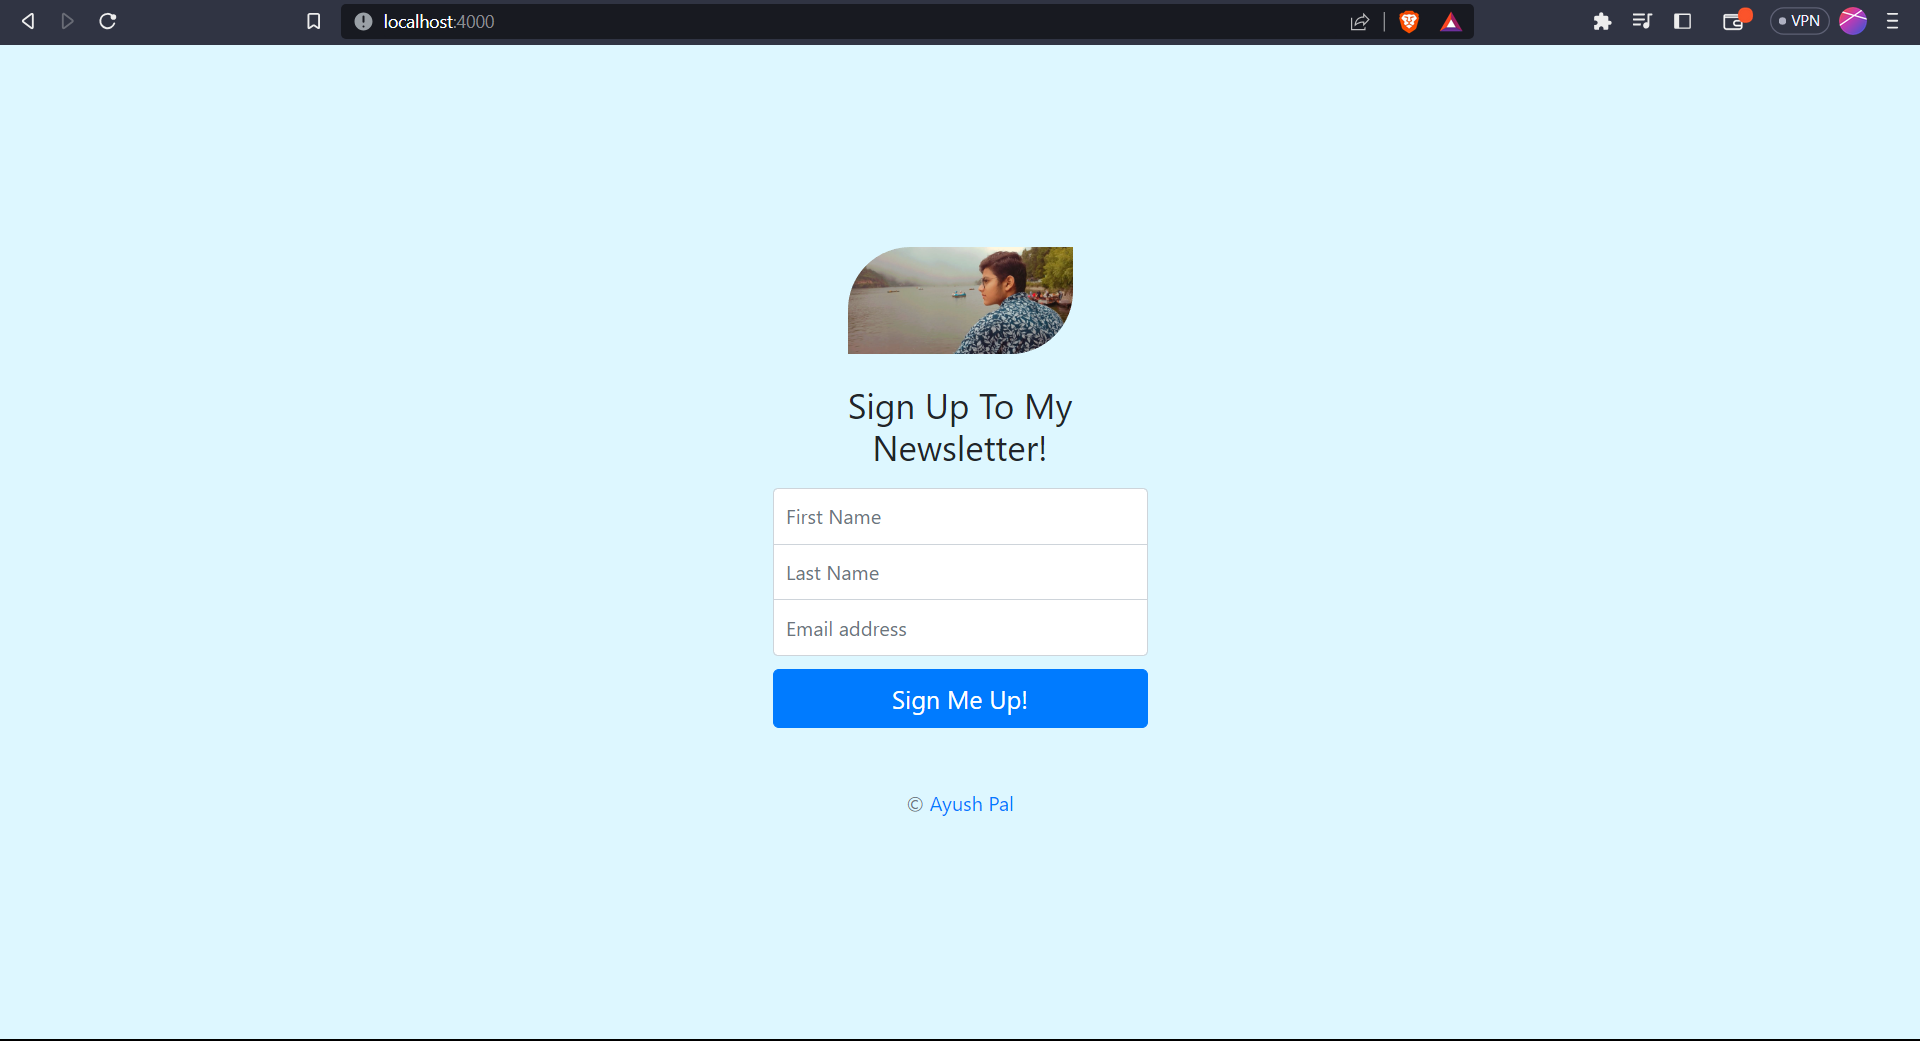 localhost:4000
VPN
Sign Up To My
Newsletter!
First Name
Last Name
Email address
Sign Me Up!
© Ayush Pal